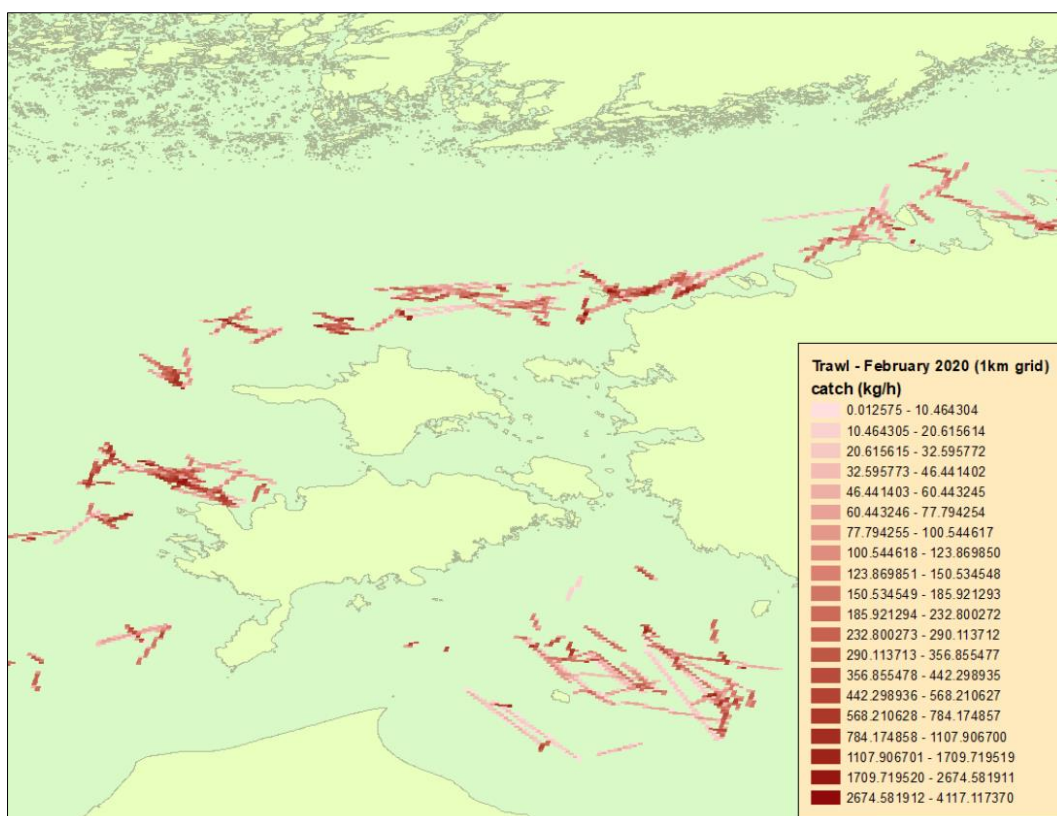 Trawl - February 2020 (1km grid)
catch (kg/h)
0.012575 - 10.464304
10.464305 - 20.615614
20.615615 - 32.595772
32.595773 - 46.441402
46.441403 - 60.443245
60.443246 - 77.794254
77.794255 - 100.544617
100.544618 - 123.869850
123.869851 - 150.534548
150.534549 - 185.921293
185.921294 - 232.800272
232.800273 - 290.113712
290.113713 - 356.855477
356.855478 - 442.298935
442.298936 - 568.210627
568.210628 - 784.174857
784.174858 - 1107.906700
1107.906701 - 1709.719519
1709.719520 - 2674.581911
2674.581912 - 4117.117370